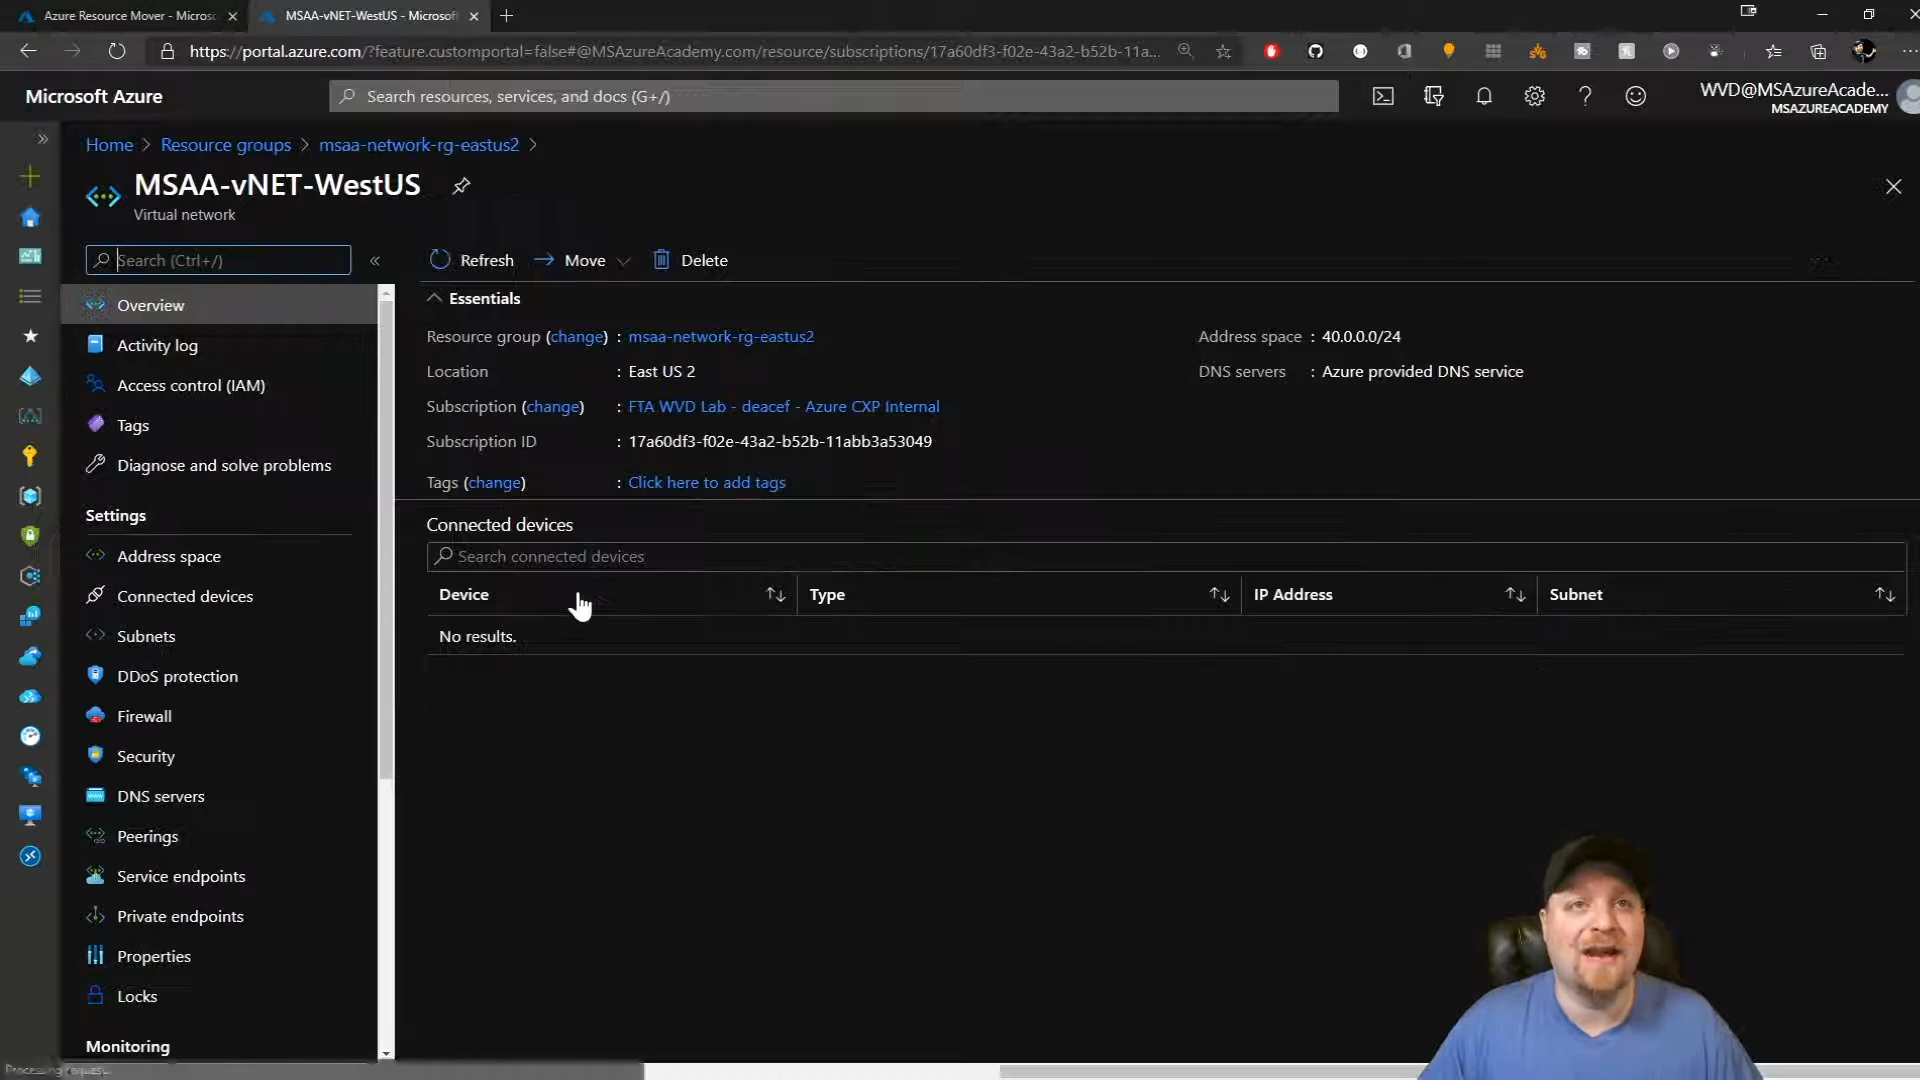 Azure Resource Mover - Micros
MSAA-vNET-WestUS - Microsoft
https://portal.azure.com/?feature.customportal=false#@MSAzureAcademy.com/resource/subscriptions/17a60df3-f02e-43a2-b52b-11a...
Microsoft Azure
Search resources, services, and docs (G+/)
WVD@MSAzureAcade...
MSAZUREACADEMY
Home > Resource groups > msaa-network-rg-eastus2 >
MSAA-vNET-WestUS
Virtual network
Search (Ctrl+/)
«
Refresh
Move
Delete
Overview
Activity log
Access control (IAM)
Tags
Diagnose and solve problems
Settings
Address space
Connected devices
Subnets
DDoS protection
Firewall
Security
DNS servers
Peerings
Service endpoints
Private endpoints
Properties
Locks
Monitoring
Essentials
Resource group (change) : msaa-network-rg-eastus2
Location : East US 2
Subscription (change) : FTA WVD Lab - deacef - Azure CXP Internal
Subscription ID : 17a60df3-f02e-43a2-b52b-11abb3a53049
Tags (change) : Click here to add tags
Address space : 40.0.0.0/24
DNS servers : Azure provided DNS service
Connected devices
Search connected devices
Device Type IP Address Subnet
No results.
Processing request...